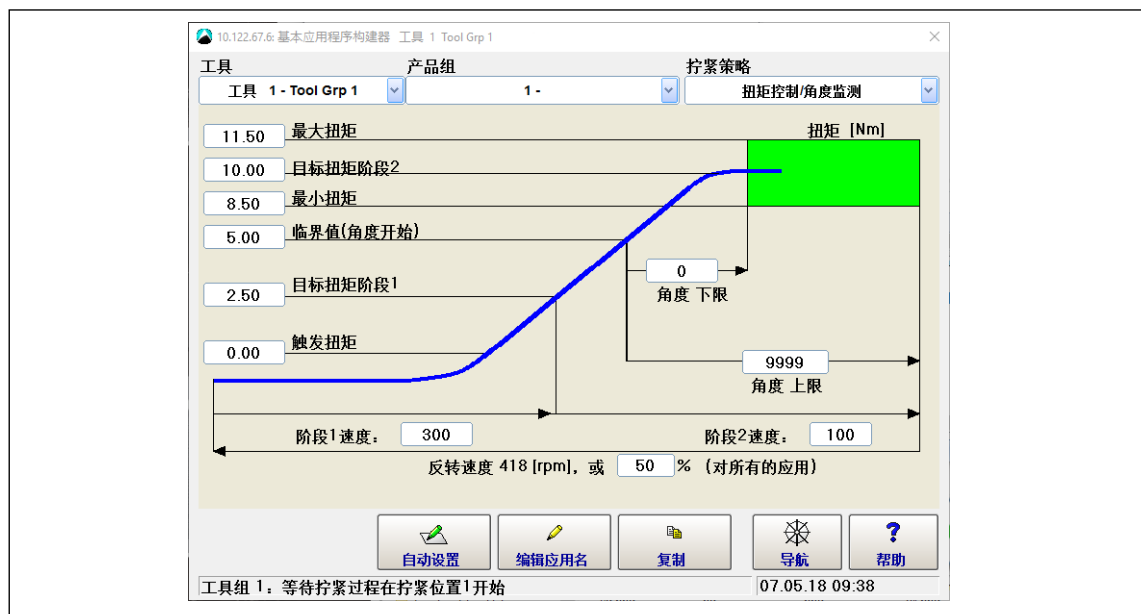 10.122.67.6: 基本应用程序构建器 工具 1 Tool Grp 1
工具 产品组 拧紧策略
工具 1 - Tool Grp 1 1 - 扭矩控制/角度监测
11.50 最大扭矩 扭矩 [Nm]
10.00 目标扭矩阶段2
8.50 最小扭矩
5.00 临界值(角度开始)
0
角度 下限
2.50 目标扭矩阶段1
0.00 触发扭矩
9999
角度 上限
阶段1速度: 300 阶段2速度: 100
反转速度 418 [rpm], 或 50 % (对所有的应用)
自动设置 编辑应用名 复制 导航 帮助
工具组 1: 等待拧紧过程在拧紧位置1开始 07.05.18 09:38